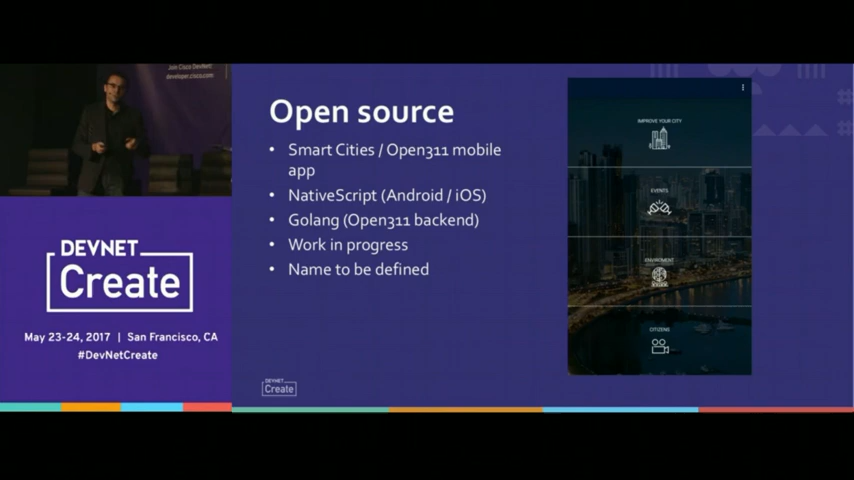 Join Cisco DevNet:
developer.cisco.com
DEVNET
Create
May 23-24, 2017 | San Francisco, CA
#DevNetCreate
Open source
• Smart Cities / Open311 mobile
app
• NativeScript (Android / iOS)
• Golang (Open311 backend)
• Work in progress
• Name to be defined
DEVNET
Create
IMPROVE YOUR CITY
EVENTS
ENVIROMENT
CITIZENS